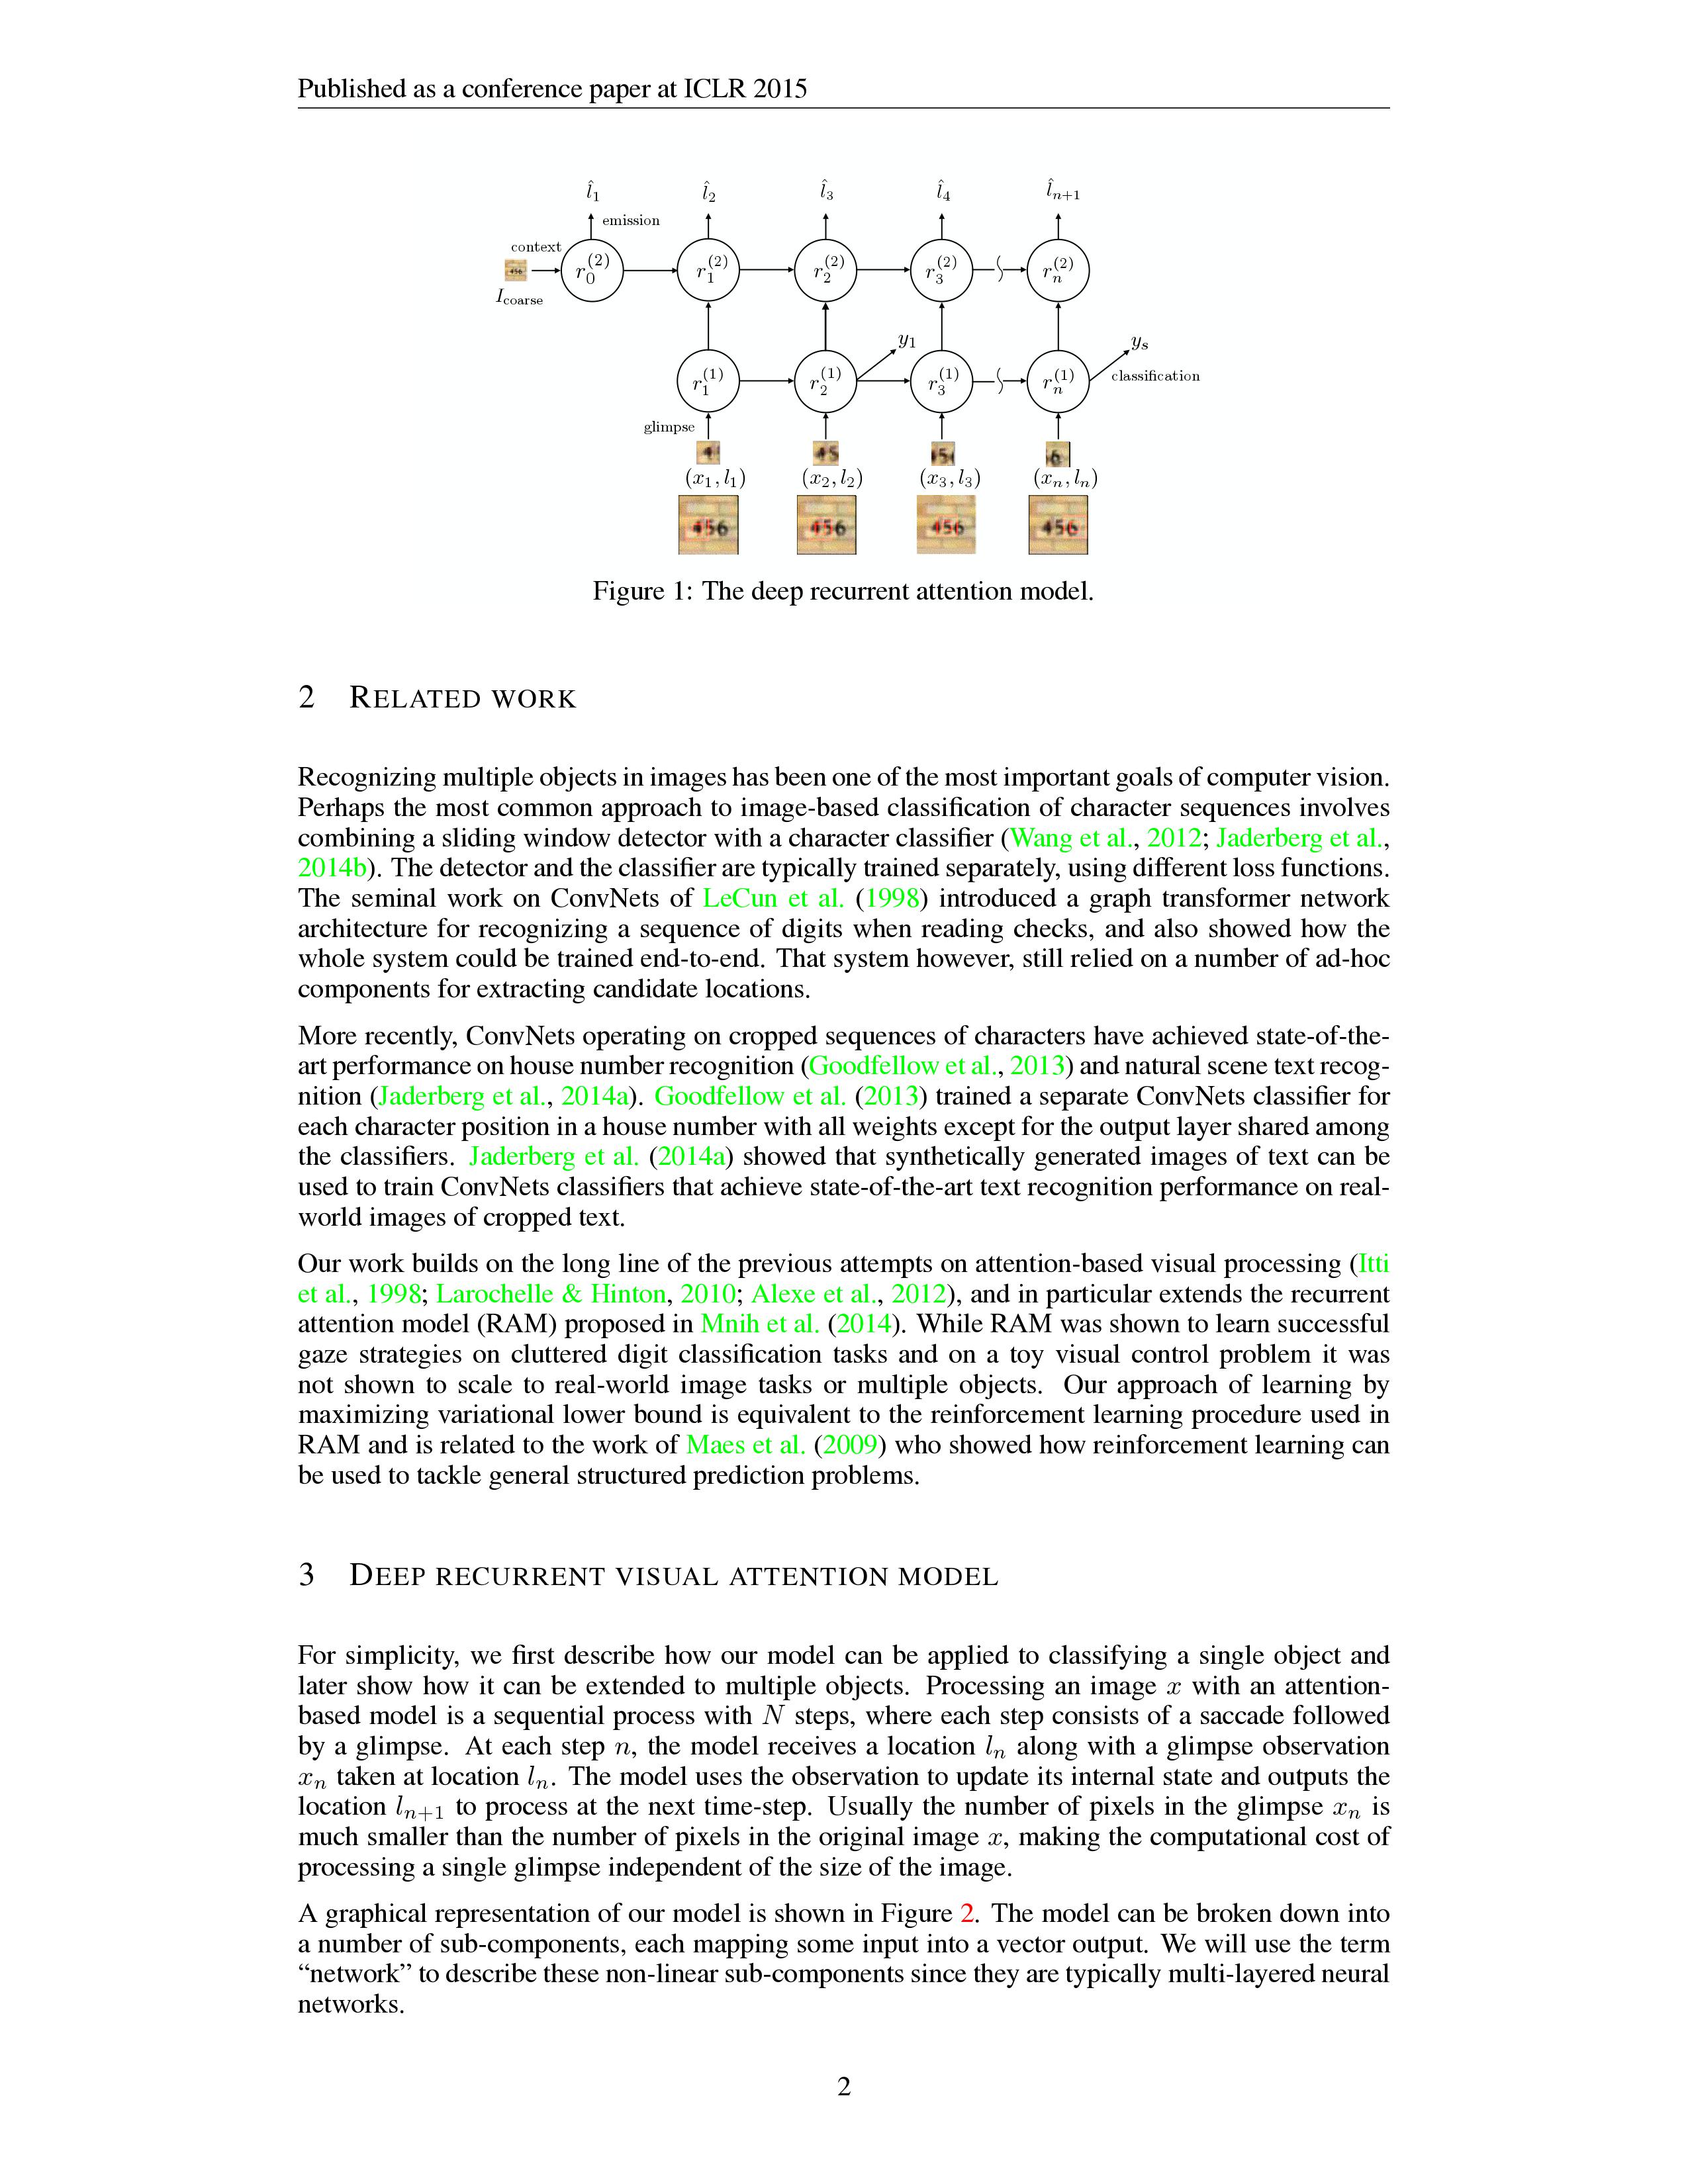 Published as a conference paper at ICLR 2015
l̂_1 l̂_2 l̂_3 l̂_4 l̂_{n+1}
emission
context
r_0^{(2)} r_1^{(2)} r_2^{(2)} r_3^{(2)} r_n^{(2)}
I_coarse
y_1 y_s
r_1^{(1)} r_2^{(1)} r_3^{(1)} r_n^{(1)} classification
glimpse
(x_1, l_1) (x_2, l_2) (x_3, l_3) (x_n, l_n)
456 456 456 456
Figure 1: The deep recurrent attention model.
2 RELATED WORK
Recognizing multiple objects in images has been one of the most important goals of computer vision.
Perhaps the most common approach to image-based classification of character sequences involves
combining a sliding window detector with a character classifier (Wang et al., 2012; Jaderberg et al.,
2014b). The detector and the classifier are typically trained separately, using different loss functions.
The seminal work on ConvNets of LeCun et al. (1998) introduced a graph transformer network
architecture for recognizing a sequence of digits when reading checks, and also showed how the
whole system could be trained end-to-end. That system however, still relied on a number of ad-hoc
components for extracting candidate locations.
More recently, ConvNets operating on cropped sequences of characters have achieved state-of-the-
art performance on house number recognition (Goodfellow et al., 2013) and natural scene text recog-
nition (Jaderberg et al., 2014a). Goodfellow et al. (2013) trained a separate ConvNets classifier for
each character position in a house number with all weights except for the output layer shared among
the classifiers. Jaderberg et al. (2014a) showed that synthetically generated images of text can be
used to train ConvNets classifiers that achieve state-of-the-art text recognition performance on real-
world images of cropped text.
Our work builds on the long line of the previous attempts on attention-based visual processing (Itti
et al., 1998; Larochelle & Hinton, 2010; Alexe et al., 2012), and in particular extends the recurrent
attention model (RAM) proposed in Mnih et al. (2014). While RAM was shown to learn successful
gaze strategies on cluttered digit classification tasks and on a toy visual control problem it was
not shown to scale to real-world image tasks or multiple objects. Our approach of learning by
maximizing variational lower bound is equivalent to the reinforcement learning procedure used in
RAM and is related to the work of Maes et al. (2009) who showed how reinforcement learning can
be used to tackle general structured prediction problems.
3 DEEP RECURRENT VISUAL ATTENTION MODEL
For simplicity, we first describe how our model can be applied to classifying a single object and
later show how it can be extended to multiple objects. Processing an image x with an attention-
based model is a sequential process with N steps, where each step consists of a saccade followed
by a glimpse. At each step n, the model receives a location l_n along with a glimpse observation
x_n taken at location l_n. The model uses the observation to update its internal state and outputs the
location l_{n+1} to process at the next time-step. Usually the number of pixels in the glimpse x_n is
much smaller than the number of pixels in the original image x, making the computational cost of
processing a single glimpse independent of the size of the image.
A graphical representation of our model is shown in Figure 2. The model can be broken down into
a number of sub-components, each mapping some input into a vector output. We will use the term
“network” to describe these non-linear sub-components since they are typically multi-layered neural
networks.
2